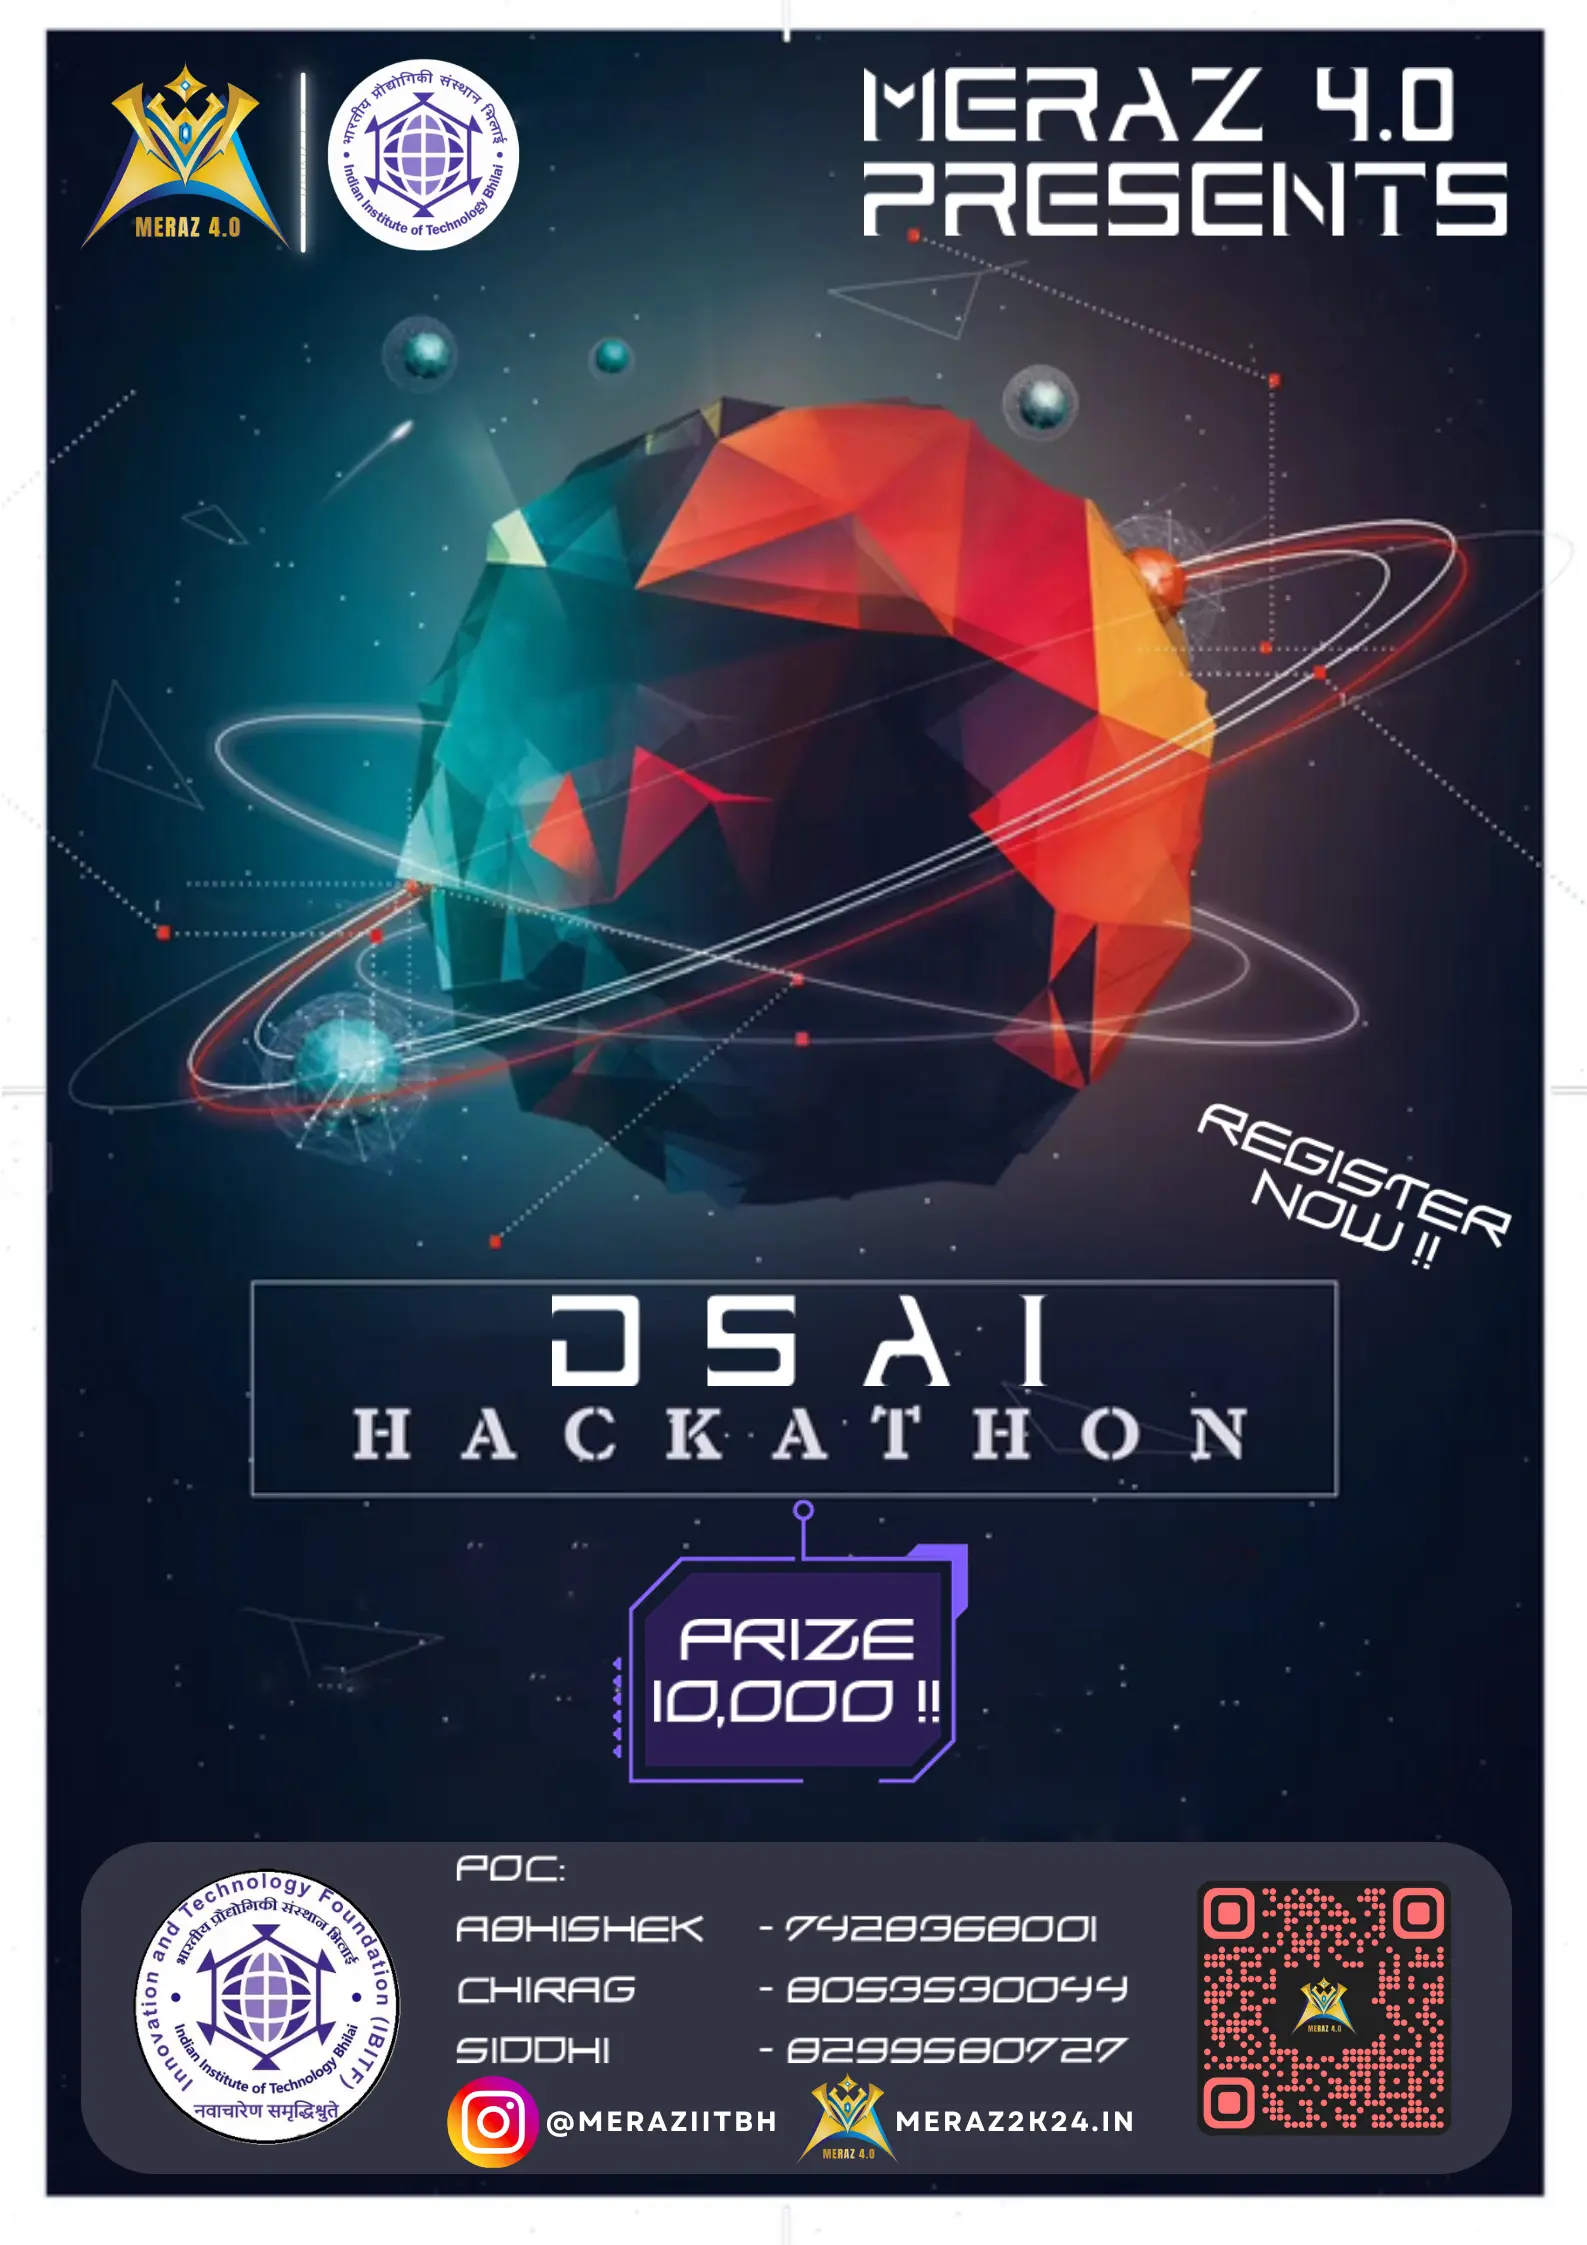 MERAZ 4.0
भारतीय प्रौद्योगिकी संस्थान भिलाई
Indian Institute of Technology Bhilai
MERAZ 4.0
PRESENTS
REGISTER
NOW !!
DSAI
HACKATHON
PRIZE
10,000 !!
Innovation and Technology Foundation (IBITF)
भारतीय प्रौद्योगिकी संस्थान भिलाई
Indian Institute of Technology Bhilai
नवाचारेण समृद्धिश्रुते
POC:
ABHISHEK - 7428368001
CHIRAG - 8053530044
SIDDHI - 8299580727
@MERAZIITBH
MERAZ 4.0
MERAZ2K24.IN
MERAZ 4.0